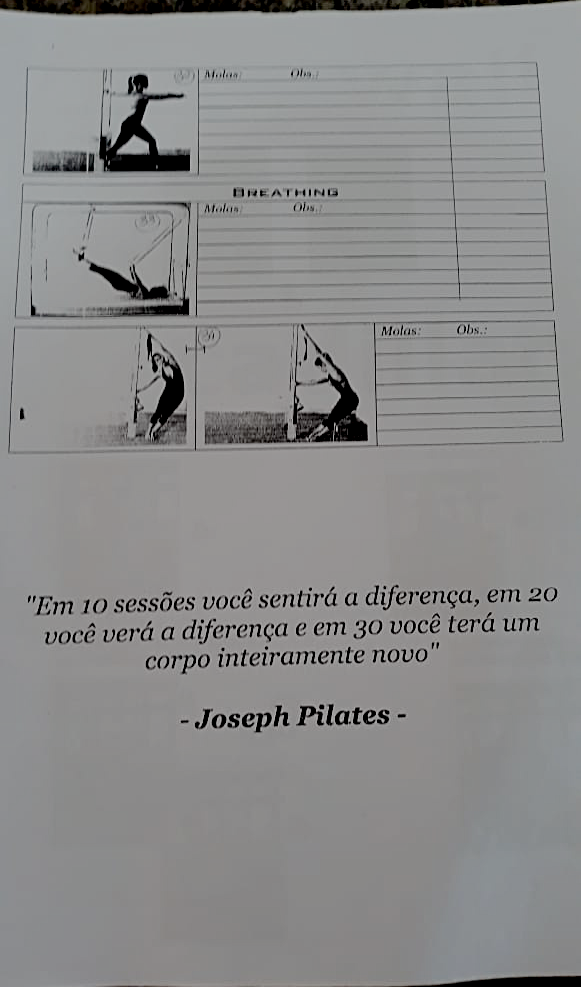 Molas: Obs.:
BREATHING
33
Molas: Obs.:
Molas: Obs.:
"Em 10 sessões você sentirá a diferença, em 20
você verá a diferença e em 30 você terá um
corpo inteiramente novo"
- Joseph Pilates -